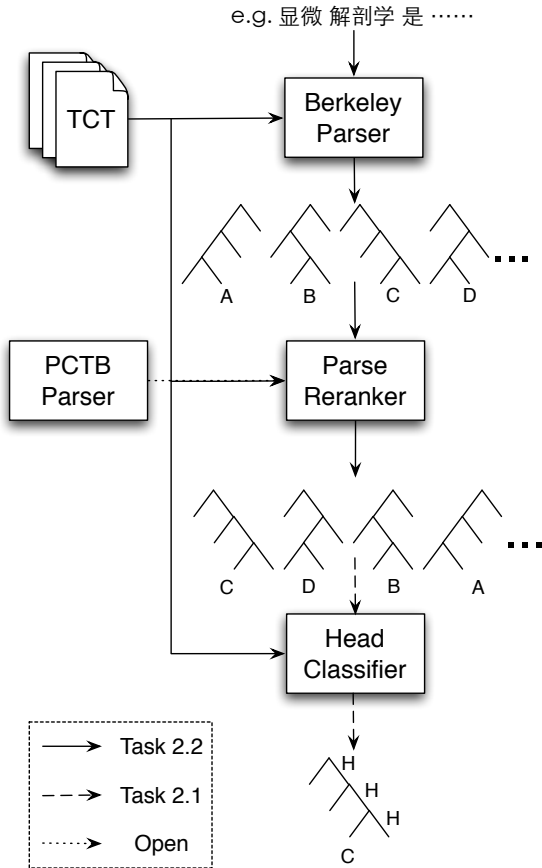 e.g. 显微 解剖学 是 ……
TCT
Berkeley
Parser
A B C D ...
PCTB
Parser
Parse
Reranker
C D B A ...
Head
Classifier
Task 2.2
Task 2.1
Open
H
H
H
C